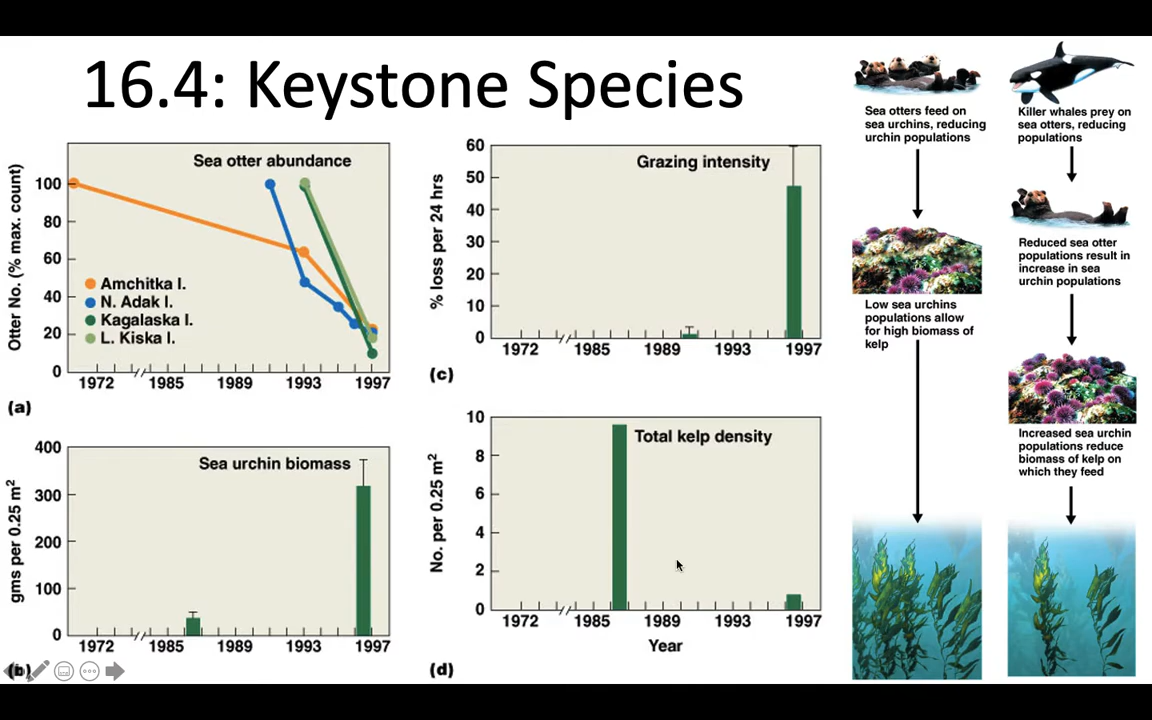 16.4: Keystone Species
Sea otter abundance
Otter No. (% max. count)
100
80
60
40
20
0
Amchitka I.
N. Adak I.
Kagalaska I.
L. Kiska I.
1972 1985 1989 1993 1997
(a)
Sea urchin biomass
gms per 0.25 m²
400
300
200
100
0
1972 1985 1989 1993 1997
(b)
Grazing intensity
% loss per 24 hrs
60
50
40
30
20
10
0
1972 1985 1989 1993 1997
(c)
Total kelp density
No. per 0.25 m²
10
8
6
4
2
0
1972 1985 1989 1993 1997
Year
(d)
Sea otters feed on
sea urchins, reducing
urchin populations
Low sea urchins
populations allow
for high biomass of
kelp
Killer whales prey on
sea otters, reducing
populations
Reduced sea otter
populations result in
increase in sea
urchin populations
Increased sea urchin
populations reduce
biomass of kelp on
which they feed